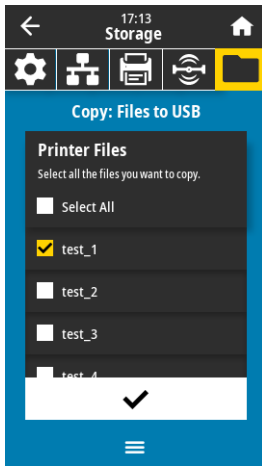 17:13
Storage
Copy: Files to USB
Printer Files
Select all the files you want to copy.
Select All
test_1
test_2
test_3
test_4